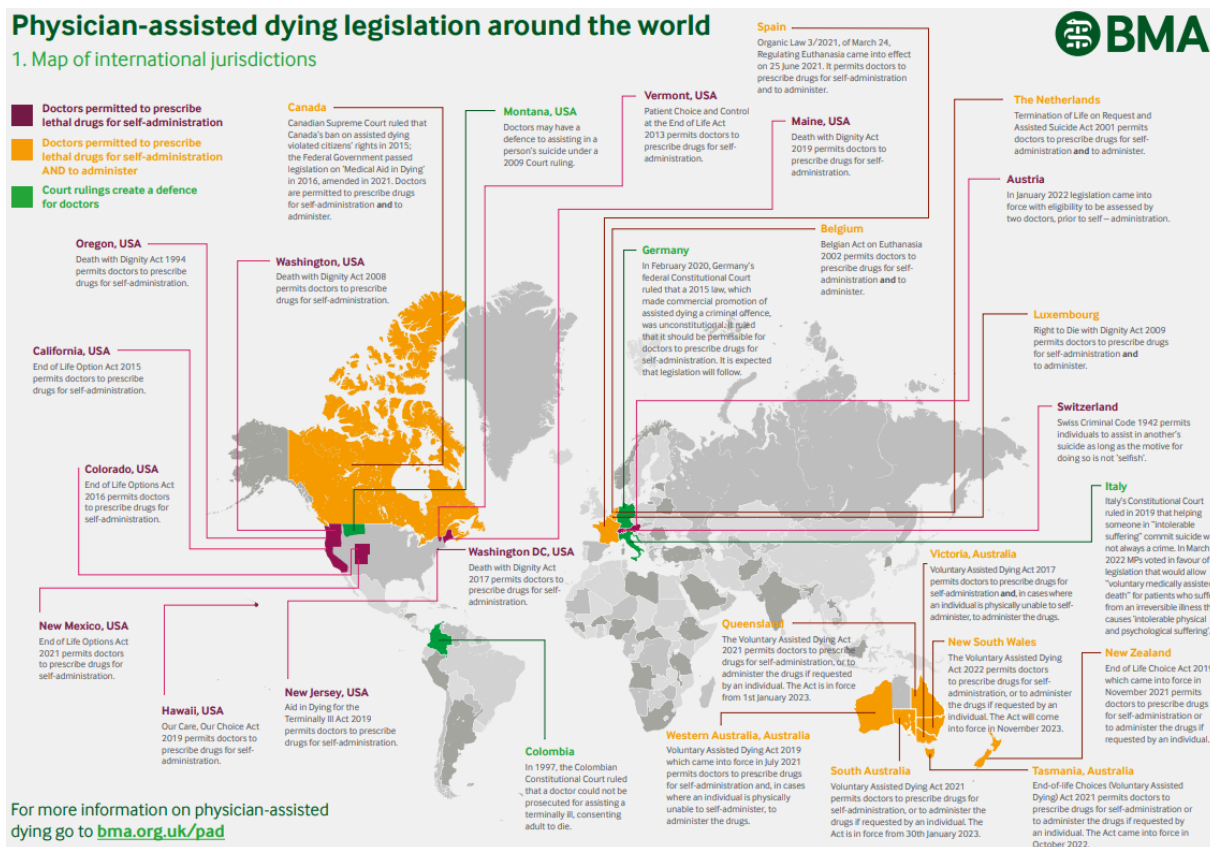 Physician-assisted dying legislation around the world
1. Map of international jurisdictions
BMA
Doctors permitted to prescribe
lethal drugs for self-administration
Doctors permitted to prescribe
lethal drugs for self-administration
AND to administer
Court rulings create a defence
for doctors
Canada
Canadian Supreme Court ruled that
Canada's ban on assisted dying
violated citizens' rights in 2015;
the Federal Government passed
legislation on 'Medical Aid in Dying'
in 2016, amended in 2021. Doctors
are permitted to prescribe drugs
for self-administration and to
administer.
Montana, USA
Doctors may have a
defence to assisting in a
person's suicide under a
2009 Court ruling.
Vermont, USA
Patient Choice and Control
at the End of Life Act
2013 permits doctors to
prescribe drugs for self-
administration.
Spain
Organic Law 3/2021, of March 24,
Regulating Euthanasia came into effect
on 25 June 2021. It permits doctors to
prescribe drugs for self-administration
and to administer.
Maine, USA
Death with Dignity Act
2019 permits doctors to
prescribe drugs for self-
administration.
The Netherlands
Termination of Life on Request and
Assisted Suicide Act 2001 permits
doctors to prescribe drugs for self-
administration and to administer.
Austria
In January 2022 legislation came into
force with eligibility to be assessed by
two doctors, prior to self – administration.
Oregon, USA
Death with Dignity Act 1994
permits doctors to prescribe
drugs for self-administration.
Washington, USA
Death with Dignity Act 2008
permits doctors to prescribe
drugs for self-administration.
Germany
In February 2020, Germany's
federal Constitutional Court
ruled that a 2015 law, which
made commercial promotion of
assisted dying a criminal offence,
was unconstitutional. It ruled
that it should be permissible for
doctors to prescribe drugs for
self-administration. It is expected
that legislation will follow.
Belgium
Belgian Act on Euthanasia
2002 permits doctors to
prescribe drugs for self-
administration and to
administer.
Luxembourg
Right to Die with Dignity Act 2009
permits doctors to prescribe drugs
for self-administration and
to administer.
California, USA
End of Life Option Act 2015
permits doctors to prescribe
drugs for self-administration.
Switzerland
Swiss Criminal Code 1942 permits
individuals to assist in another's
suicide as long as the motive for
doing so is not 'selfish'.
Colorado, USA
End of Life Options Act
2016 permits doctors
to prescribe drugs for
self-administration.
Italy
Italy's Constitutional Court
ruled in 2019 that helping
someone in "intolerable
suffering" commit suicide w
not always a crime. In March
2022 MPs voted in favour of
legislation that would allow
"voluntary medically assisted
death" for patients who suff
from an irreversible illness th
causes 'intolerable physical
and psychological suffering'.
Washington DC, USA
Death with Dignity Act
2017 permits doctors to
prescribe drugs for self-
administration.
Victoria, Australia
Voluntary Assisted Dying Act 2017
permits doctors to prescribe drugs for
self-administration and, in cases where
an individual is physically unable to self-
administer, to administer the drugs.
New Mexico, USA
End of Life Options Act
2021 permits doctors
to prescribe drugs for
self-administration.
Queensland
The Voluntary Assisted Dying Act
2021 permits doctors to prescribe
drugs for self-administration, or to
administer the drugs if requested
by an individual. The Act is in force
from 1st January 2023.
New South Wales
The Voluntary Assisted Dying
Act 2022 permits doctors to
prescribe drugs for self-
administration, or to administer
the drugs if requested by an
individual. The Act will come
into force in November 2023.
New Zealand
End of Life Choice Act 2019
which came into force in
November 2021 permits
doctors to prescribe drugs
for self-administration or
to administer the drugs if
requested by an individual.
Hawaii, USA
Our Care, Our Choice Act
2019 permits doctors to
prescribe drugs for self-
administration.
New Jersey, USA
Aid in Dying for the
Terminally Ill Act 2019
permits doctors to prescribe
drugs for self-administration.
Colombia
In 1997, the Colombian
Constitutional Court ruled
that a doctor could not be
prosecuted for assisting a
terminally ill, consenting
adult to die.
Western Australia, Australia
Voluntary Assisted Dying Act 2019
which came into force in July 2021
permits doctors to prescribe drugs
for self-administration and, in cases
where an individual is physically
unable to self-administer, to
administer the drugs.
South Australia
Voluntary Assisted Dying Act 2021
permits doctors to prescribe drugs for
self-administration, or to administer the
drugs if requested by an individual. The
Act is in force from 30th January 2023.
Tasmania, Australia
End-of-life Choices (Voluntary Assisted
Dying) Act 2021 permits doctors to
prescribe drugs for self-administration or
to administer the drugs if requested by
an individual. The Act came into force in
October 2022.
For more information on physician-assisted
dying go to bma.org.uk/pad